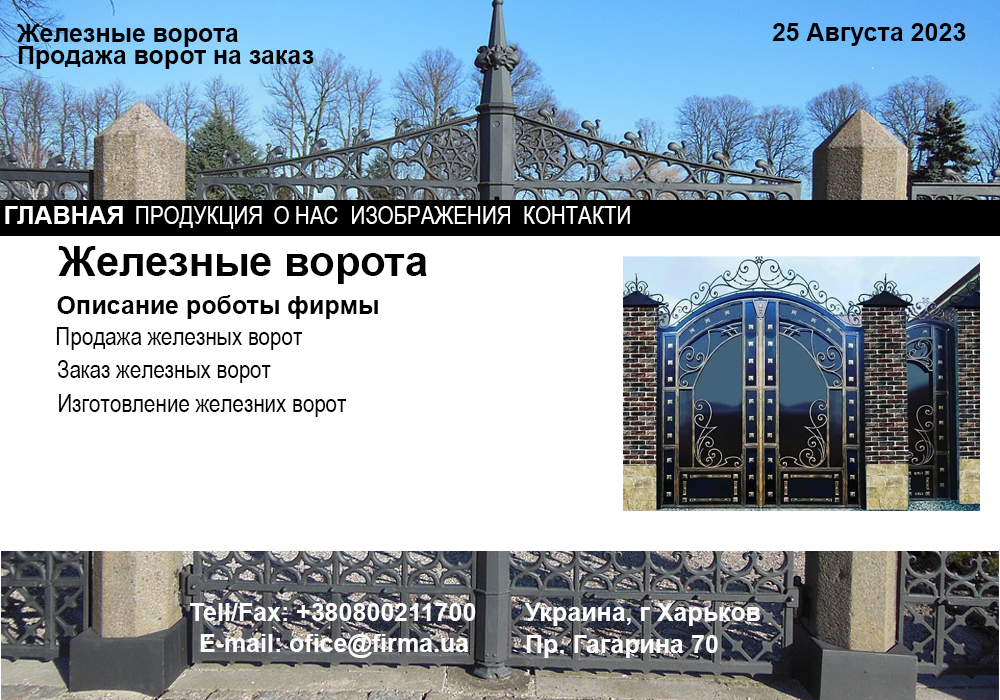 Железные ворота
Продажа ворот на заказ
25 Августа 2023
ГЛАВНАЯ ПРОДУКЦИЯ О НАС ИЗОБРАЖЕНИЯ КОНТАКТИ
Железные ворота
Описание роботы фирмы
Продажа железных ворот
Заказ железных ворот
Изготовление железних ворот
Tell/Fax: +380800211700
E-mail: ofice@firma.ua
Украина, г Харьков
Пр. Гагарина 70